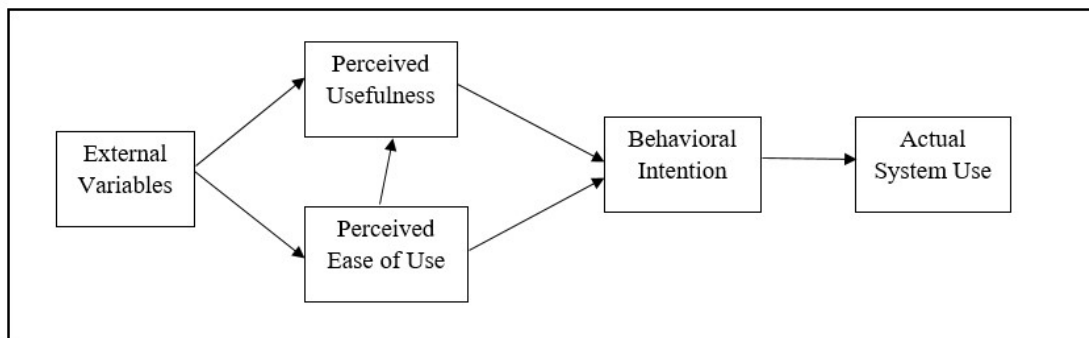 External
Variables
Perceived
Usefulness
Perceived
Ease of Use
Behavioral
Intention
Actual
System Use